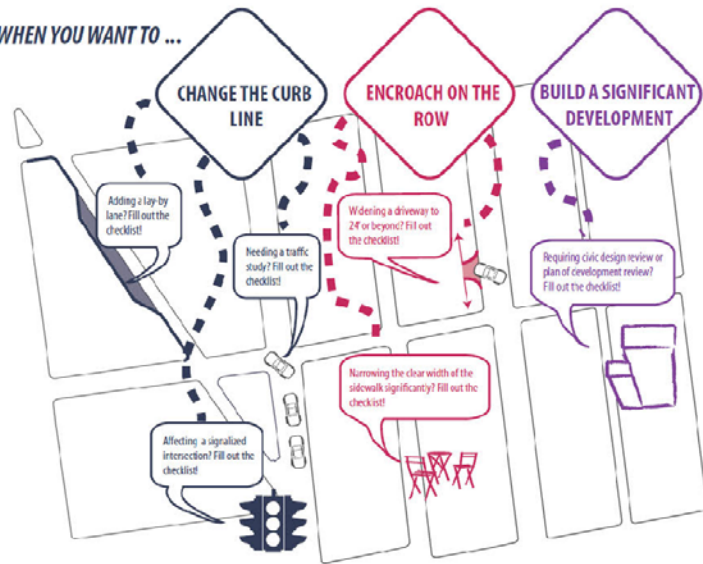 WHEN YOU WANT TO ...
CHANGE THE CURB
LINE
ENCROACH ON THE
ROW
BUILD A SIGNIFICANT
DEVELOPMENT
Adding a lay-by
lane? Fill out the
checklist!
Needing a traffic
study? Fill out the
checklist!
Affecting a signalized
intersection? Fill out the
checklist!
Widening a driveway to
24' or beyond? Fill out
the checklist!
Narrowing the clear width of the
sidewalk significantly? Fill out the
checklist!
Requiring civic design review or
plan of development review?
Fill out the checklist!